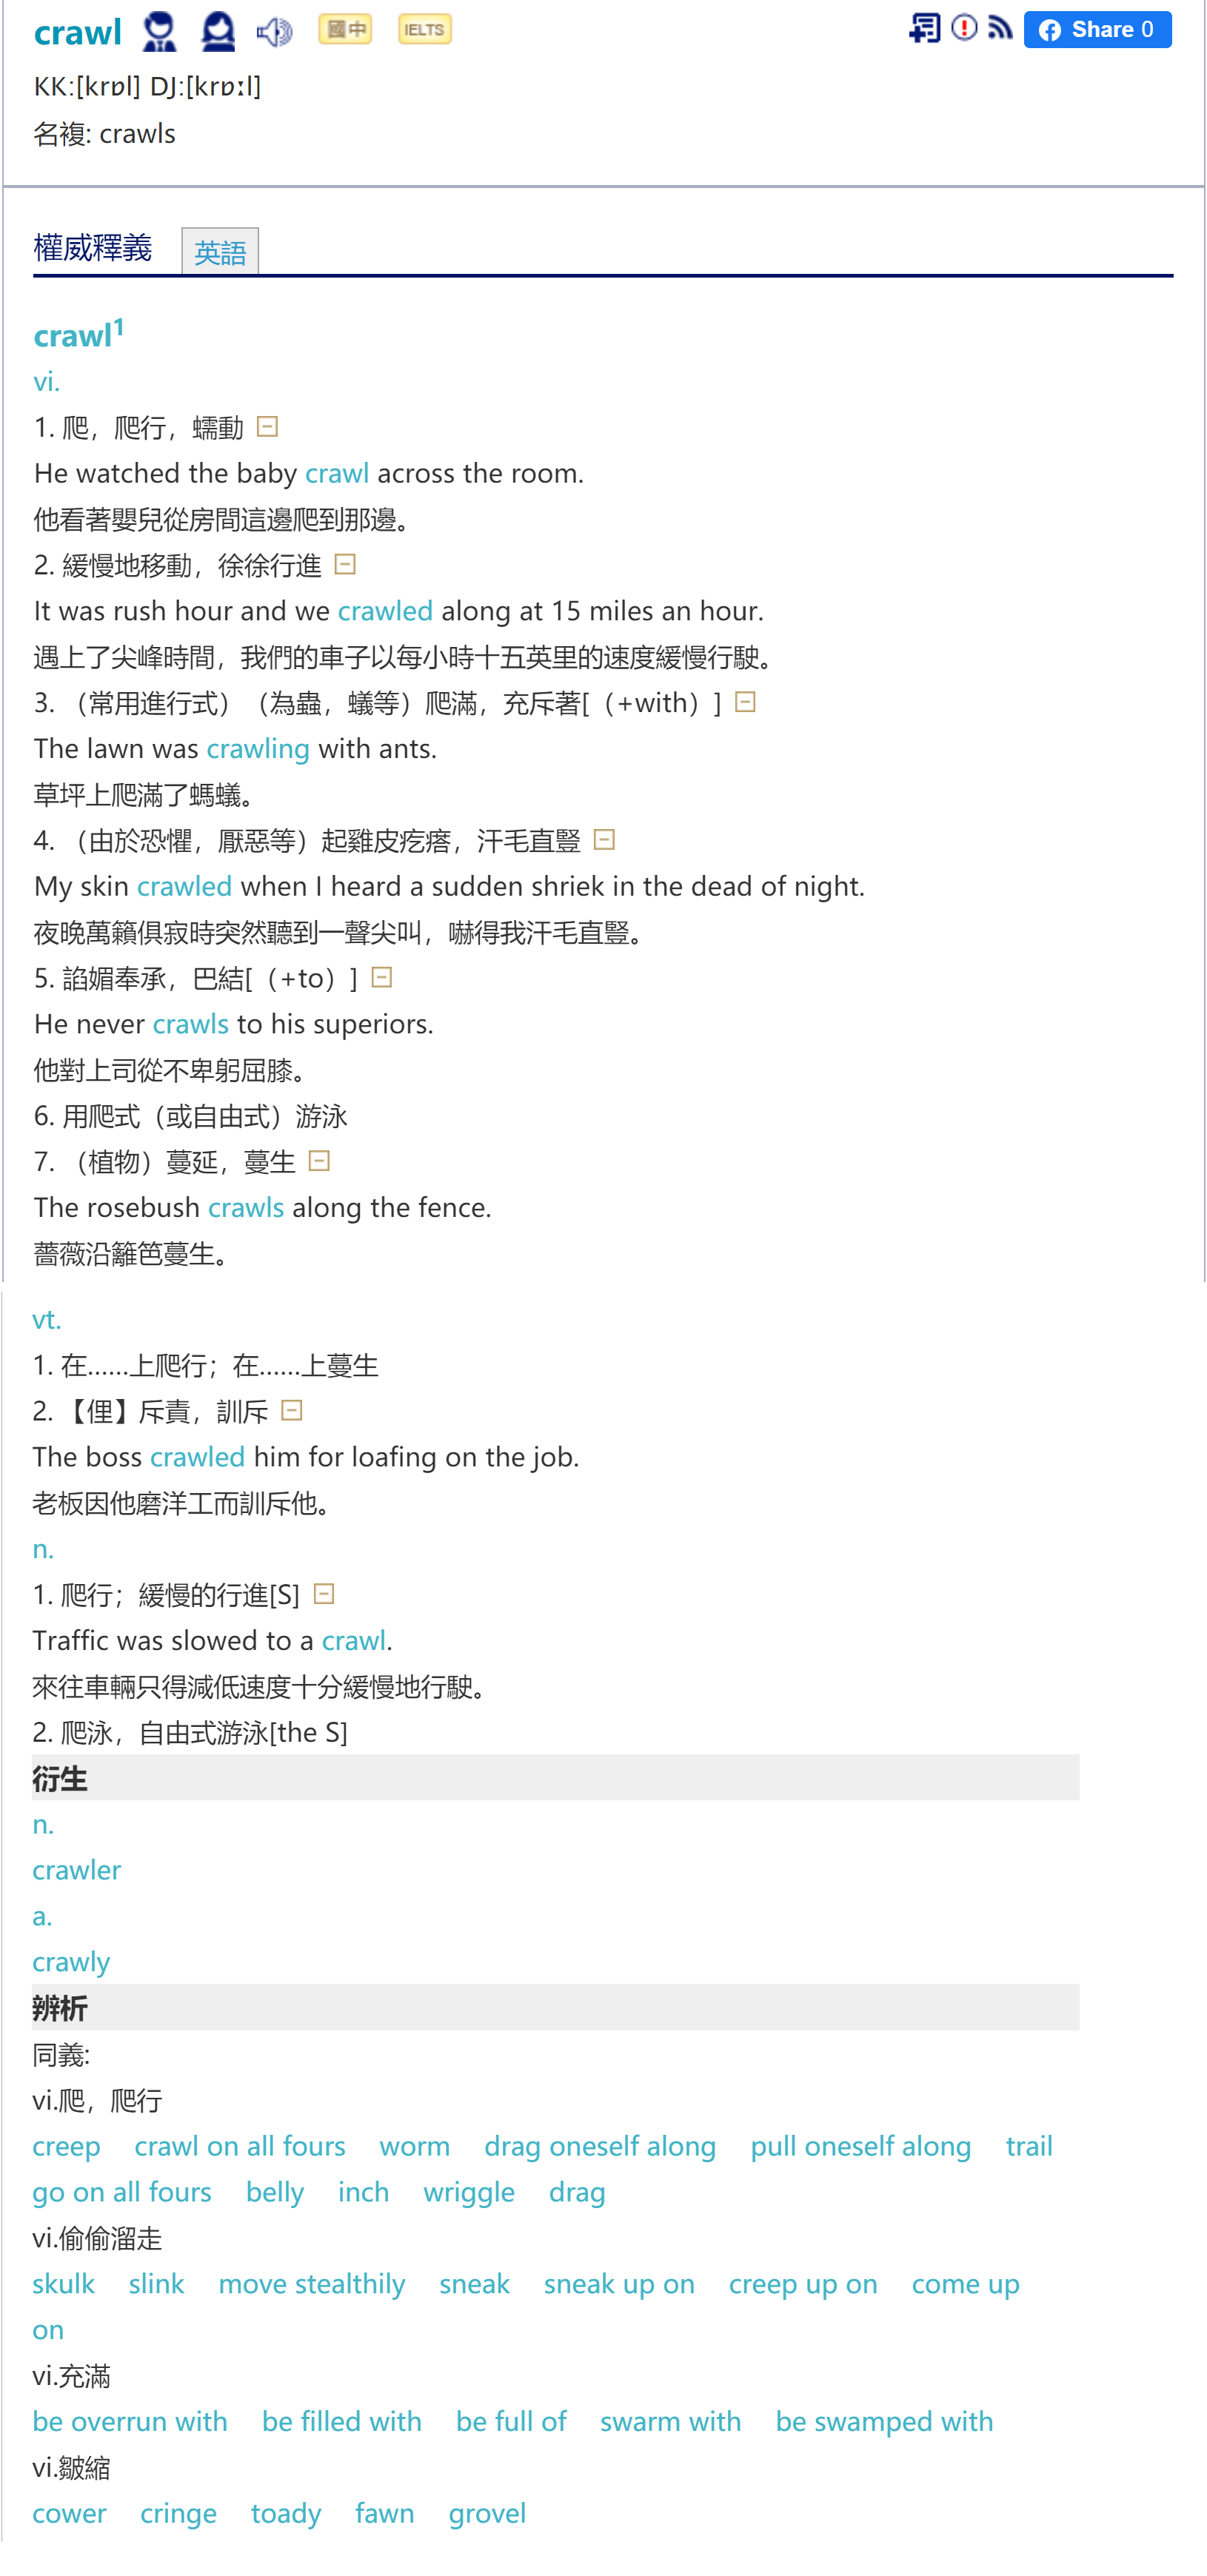 crawl 國中 IELTS Share 0
KK:[krɒl] DJ:[krɒːl]
名複: crawls
權威釋義 英語
crawl¹
vi.
1. 爬，爬行，蠕動
He watched the baby crawl across the room.
他看著嬰兒從房間這邊爬到那邊。
2. 緩慢地移動，徐徐行進
It was rush hour and we crawled along at 15 miles an hour.
遇上了尖峰時間，我們的車子以每小時十五英里的速度緩慢行駛。
3. （常用進行式）（為蟲，蟻等）爬滿，充斥著[（+with）]
The lawn was crawling with ants.
草坪上爬滿了螞蟻。
4. （由於恐懼，厭惡等）起雞皮疙瘩，汗毛直豎
My skin crawled when I heard a sudden shriek in the dead of night.
夜晚萬籟俱寂時突然聽到一聲尖叫，嚇得我汗毛直豎。
5. 諂媚奉承，巴結[（+to）]
He never crawls to his superiors.
他對上司從不卑躬屈膝。
6. 用爬式（或自由式）游泳
7. （植物）蔓延，蔓生
The rosebush crawls along the fence.
薔薇沿籬笆蔓生。
vt.
1. 在……上爬行；在……上蔓生
2. 【俚】斥責，訓斥
The boss crawled him for loafing on the job.
老板因他磨洋工而訓斥他。
n.
1. 爬行；緩慢的行進[S]
Traffic was slowed to a crawl.
來往車輛只得減低速度十分緩慢地行駛。
2. 爬泳，自由式游泳[the S]
衍生
n.
crawler
a.
crawly
辨析
同義:
vi.爬，爬行
creep crawl on all fours worm drag oneself along pull oneself along trail
go on all fours belly inch wriggle drag
vi.偷偷溜走
skulk slink move stealthily sneak sneak up on creep up on come up
on
vi.充滿
be overrun with be filled with be full of swarm with be swamped with
vi.皺縮
cower cringe toady fawn grovel